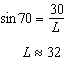 sin 70 = 30/L
L ≈ 32